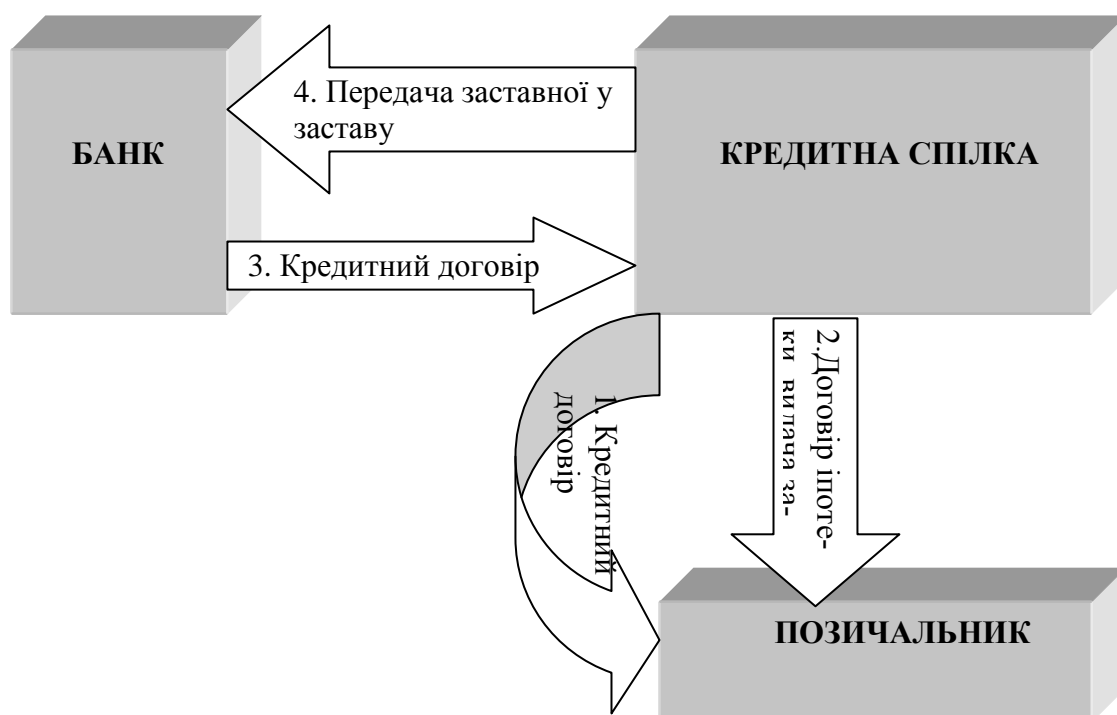 4. Передача заставної у
заставу
БАНК
КРЕДИТНА СПІЛКА
3. Кредитний договір
1. Кредитний
договір
2.Договір іпоте-
ки видача за-
ПОЗИЧАЛЬНИК